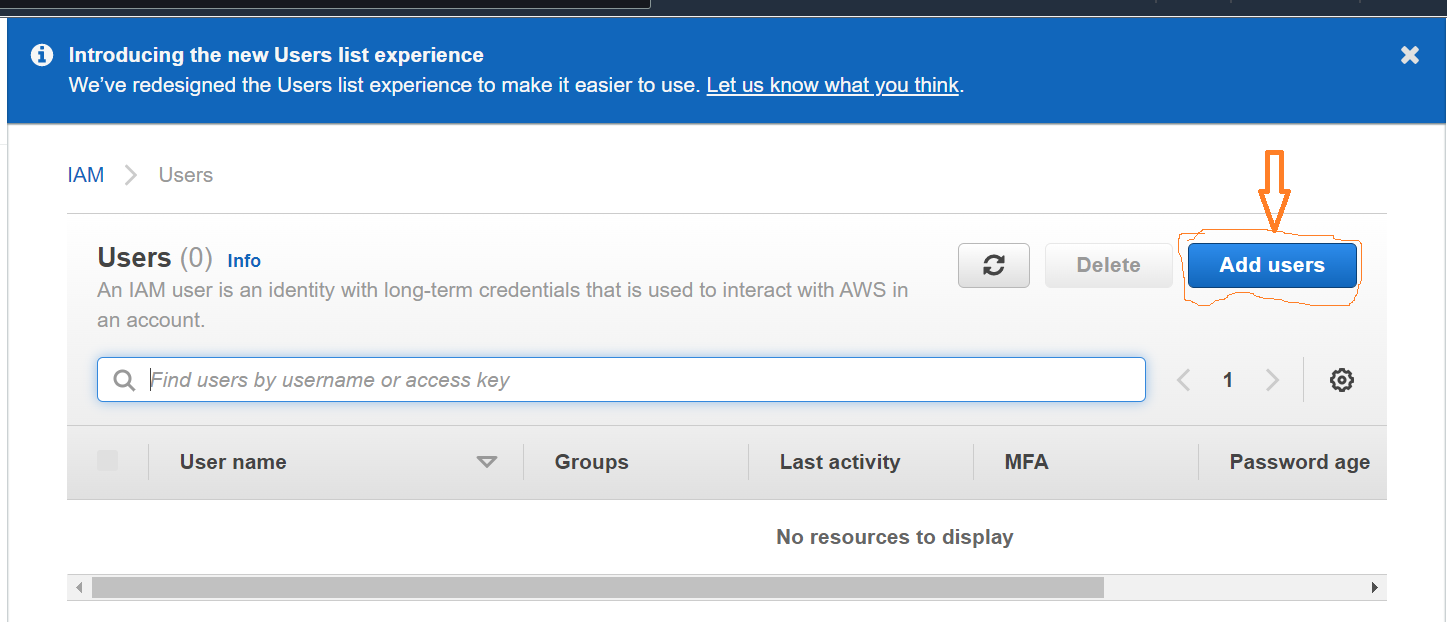 Introducing the new Users list experience
We've redesigned the Users list experience to make it easier to use. Let us know what you think.
IAM Users
Users (0) Info
Delete
Add users
An IAM user is an identity with long-term credentials that is used to interact with AWS in
an account.
Find users by username or access key
1
User name Groups Last activity MFA Password age
No resources to display